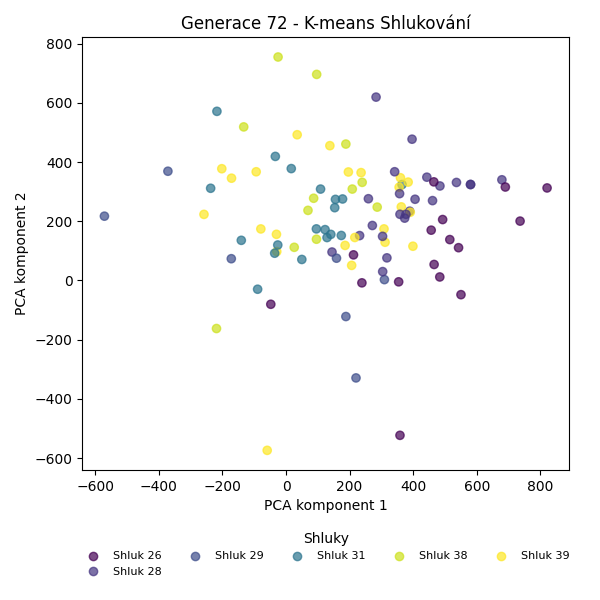 Generace 72 - K-means Shlukování
800
600
400
200
0
−200
−400
−600
PCA komponent 2
−600 −400 −200 0 200 400 600 800
PCA komponent 1
Shluky
Shluk 26 Shluk 29 Shluk 31 Shluk 38 Shluk 39
Shluk 28